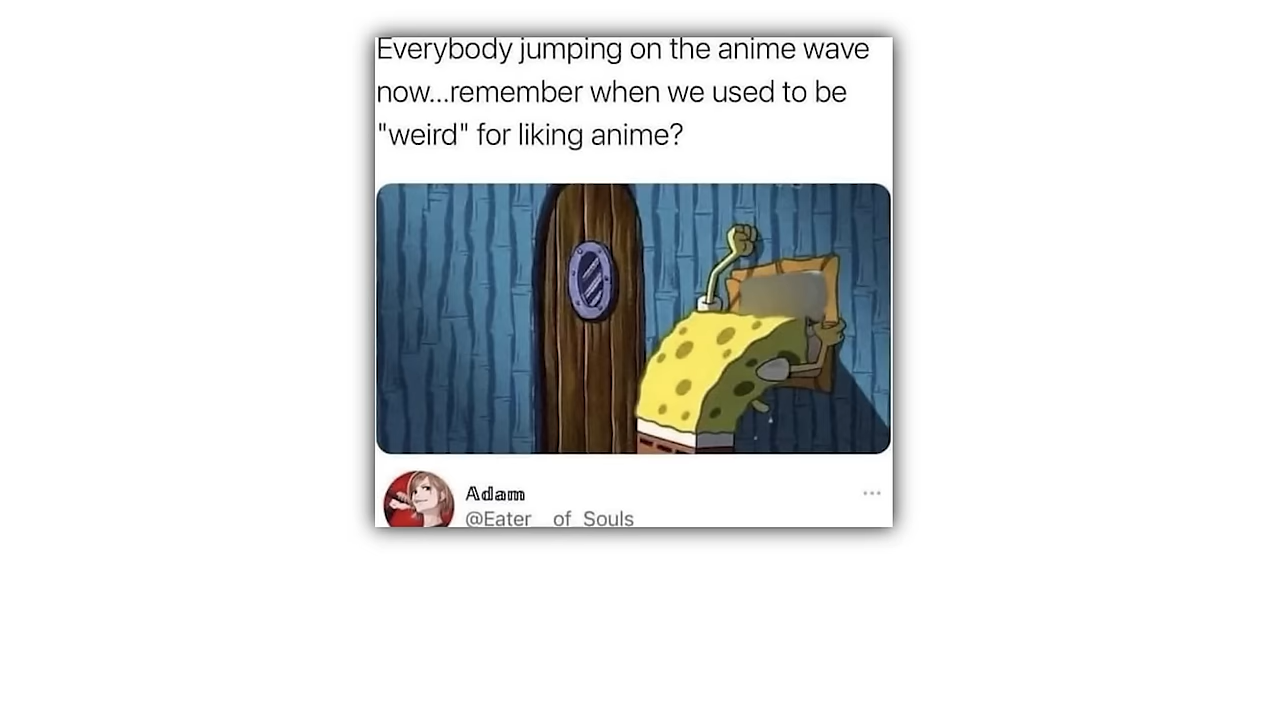 Everybody jumping on the anime wave
now...remember when we used to be
"weird" for liking anime?
Adam
@Eater__of_Souls